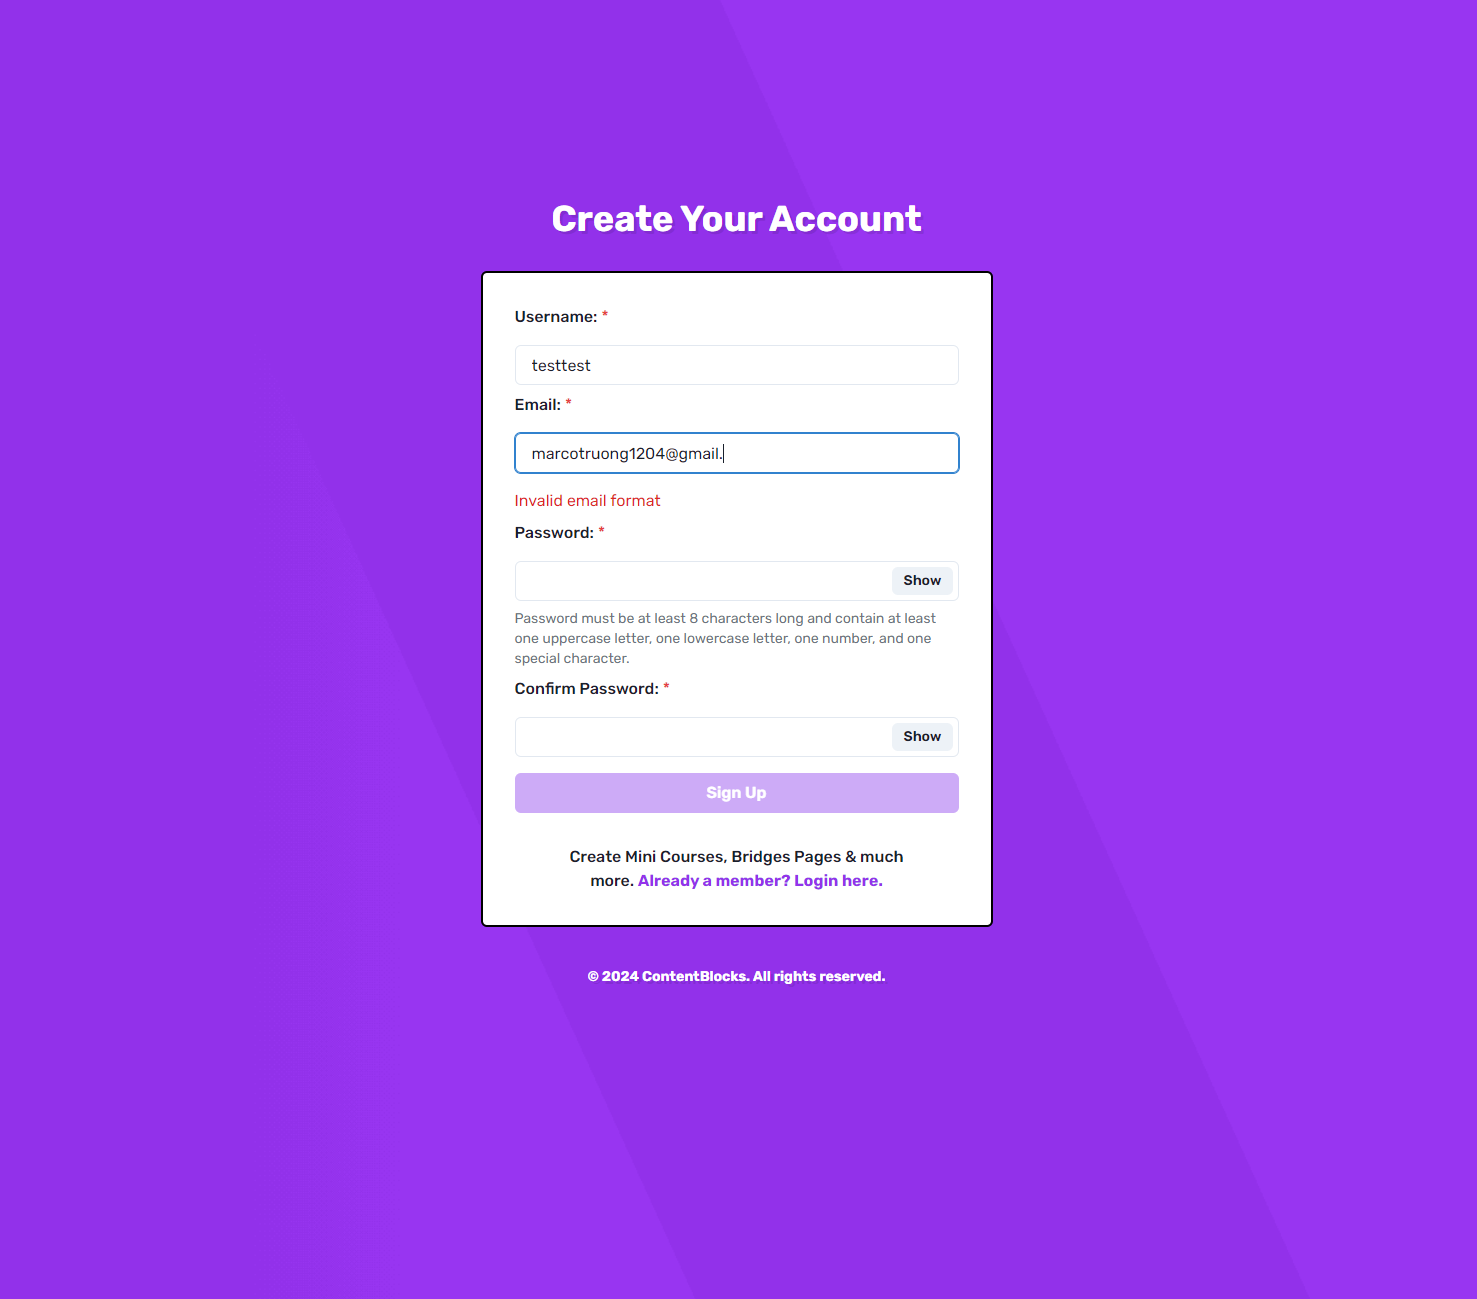 Create Your Account
Username: *
testtest
Email: *
marcotruong1204@gmail.
Invalid email format
Password: *
Show
Password must be at least 8 characters long and contain at least
one uppercase letter, one lowercase letter, one number, and one
special character.
Confirm Password: *
Show
Sign Up
Create Mini Courses, Bridges Pages & much
more. Already a member? Login here.
© 2024 ContentBlocks. All rights reserved.